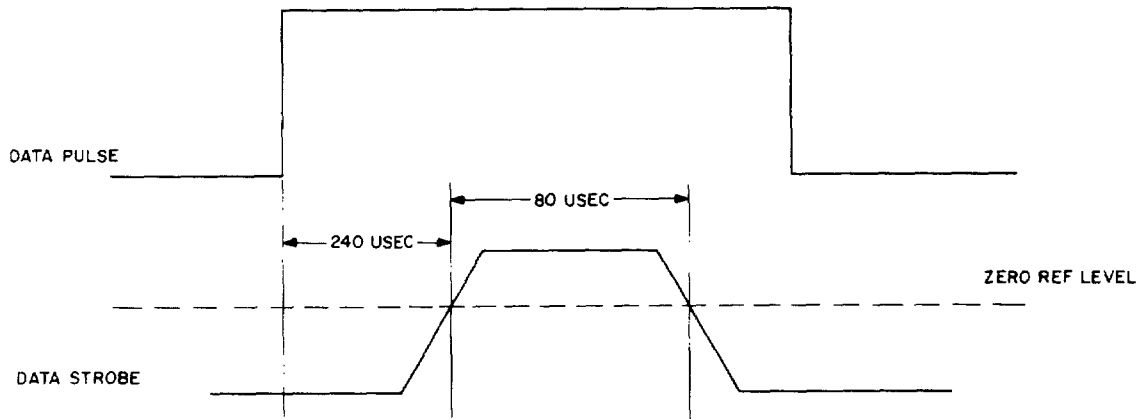 DATA PULSE
80 USEC
240 USEC
ZERO REF LEVEL
DATA STROBE